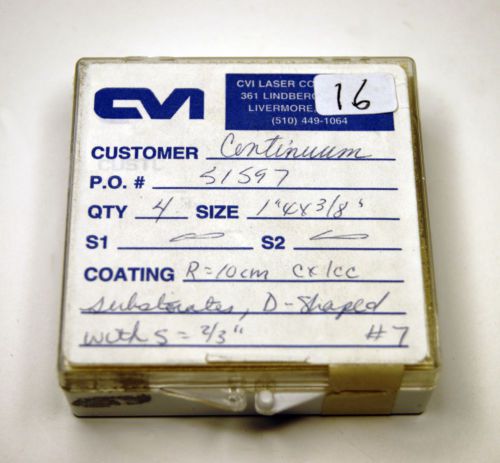 CVI
CVI LASER CO
361 LINDBERG
LIVERMORE,
(510) 449-1064
16
CUSTOMER Continuum
P.O. # 51597
QTY 4 SIZE 1"φx3/8"
S1 — S2 —
COATING R=10cm cx/cc
substrates, D-Shaped
with S = 2/3" #7